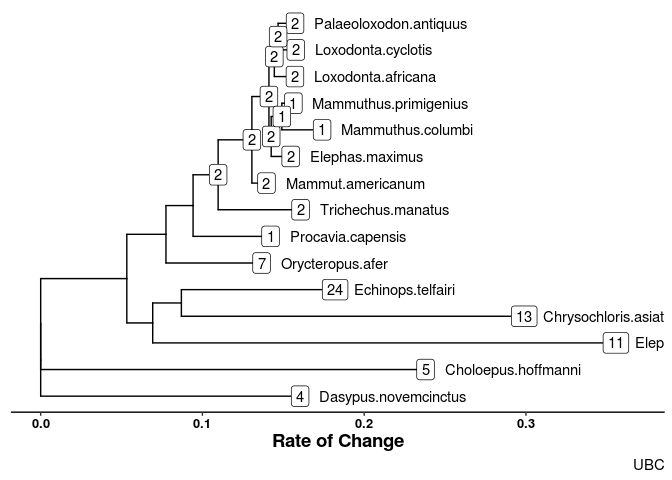 2 Palaeoloxodon.antiquus
2
2 Loxodonta.cyclotis
2
2 Loxodonta.africana
2
1 Mammuthus.primigenius
1
1 Mammuthus.columbi
2
2
2 Elephas.maximus
2 Mammut.americanum
2
2 Trichechus.manatus
1 Procavia.capensis
7 Orycteropus.afer
24 Echinops.telfairi
13 Chrysochloris.asiat
11 Elep
5 Choloepus.hoffmanni
4 Dasypus.novemcinctus
0.0 0.1 0.2 0.3
Rate of Change
UBC